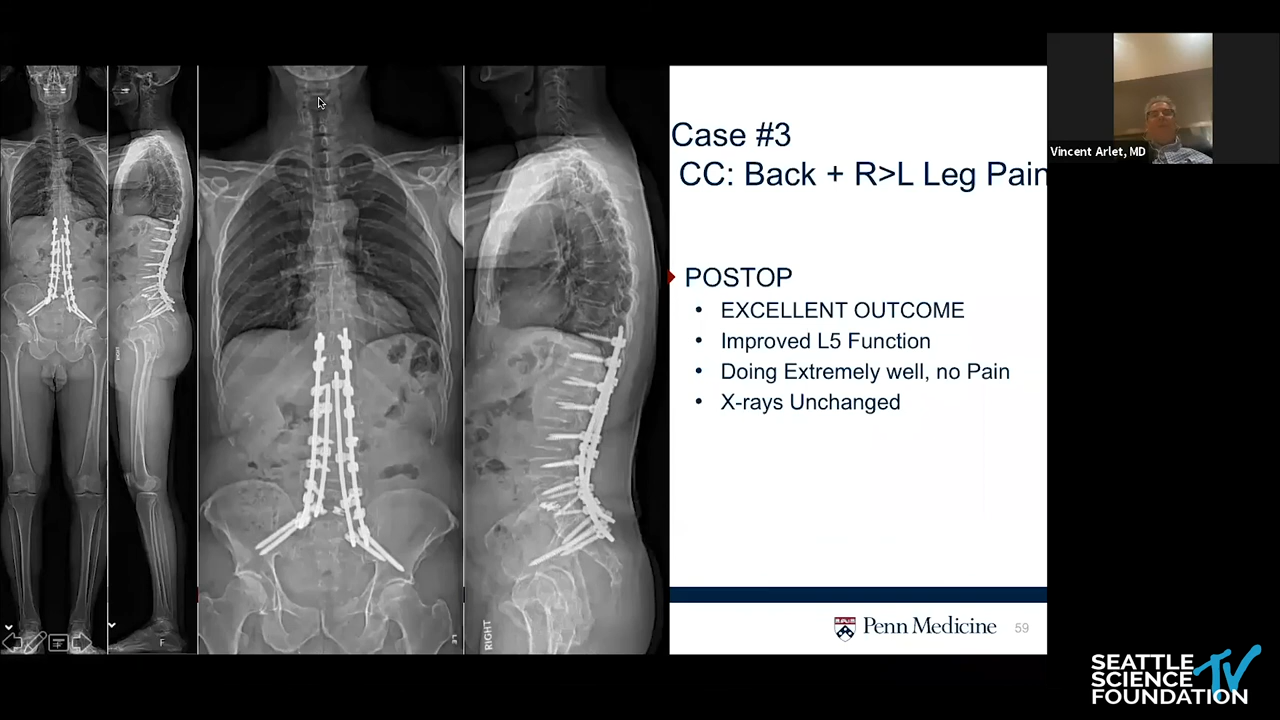 Case #3
CC: Back + R>L Leg Pain
POSTOP
• EXCELLENT OUTCOME
• Improved L5 Function
• Doing Extremely well, no Pain
• X-rays Unchanged
Penn Medicine
59
Vincent Arlet, MD
RIGHT
F
SEATTLE
SCIENCE
FOUNDATION
TV